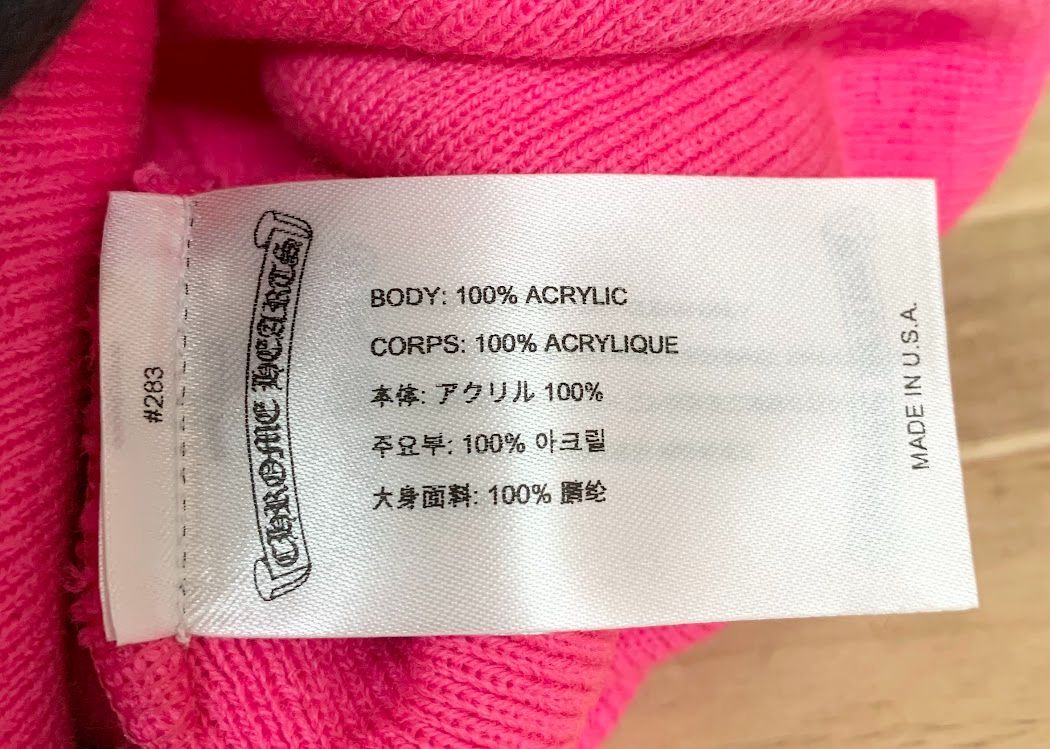 #283
CHROME HEARTS
BODY: 100% ACRYLIC
CORPS: 100% ACRYLIQUE
本体: アクリル 100%
주요부: 100% 아크릴
大身面料: 100% 腈纶
MADE IN U.S.A.